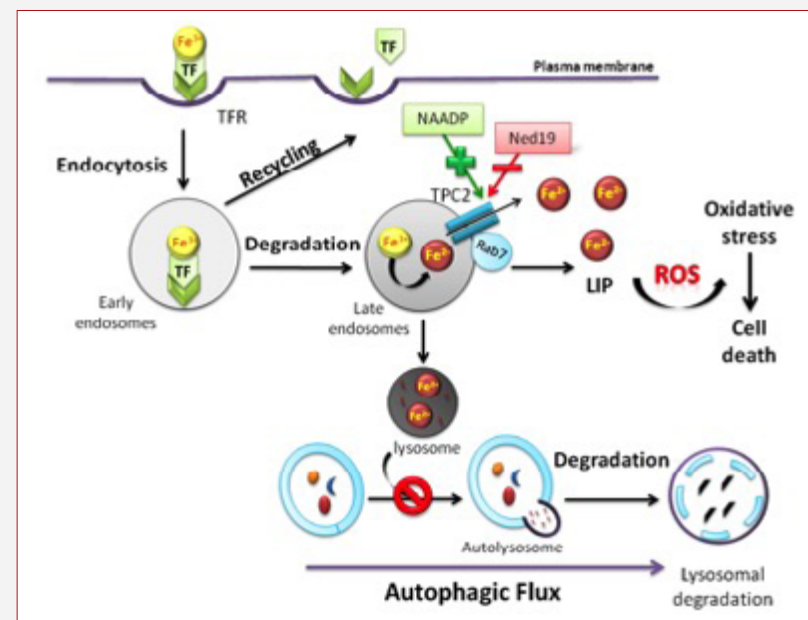 Fe³⁺
TF
TF
Plasma membrane
TFR
NAADP
Ned19
Endocytosis
Recycling
TPC2
Fe²⁺
Fe²⁺
Oxidative
stress
Fe³⁺
TF
Degradation
Fe³⁺
Fe²⁺
Rab7
Fe²⁺
LIP
ROS
Early
endosomes
Late
endosomes
Cell
death
Fe²⁺
Fe²⁺
lysosome
Degradation
Autolysosome
Autophagic Flux
Lysosomal
degradation